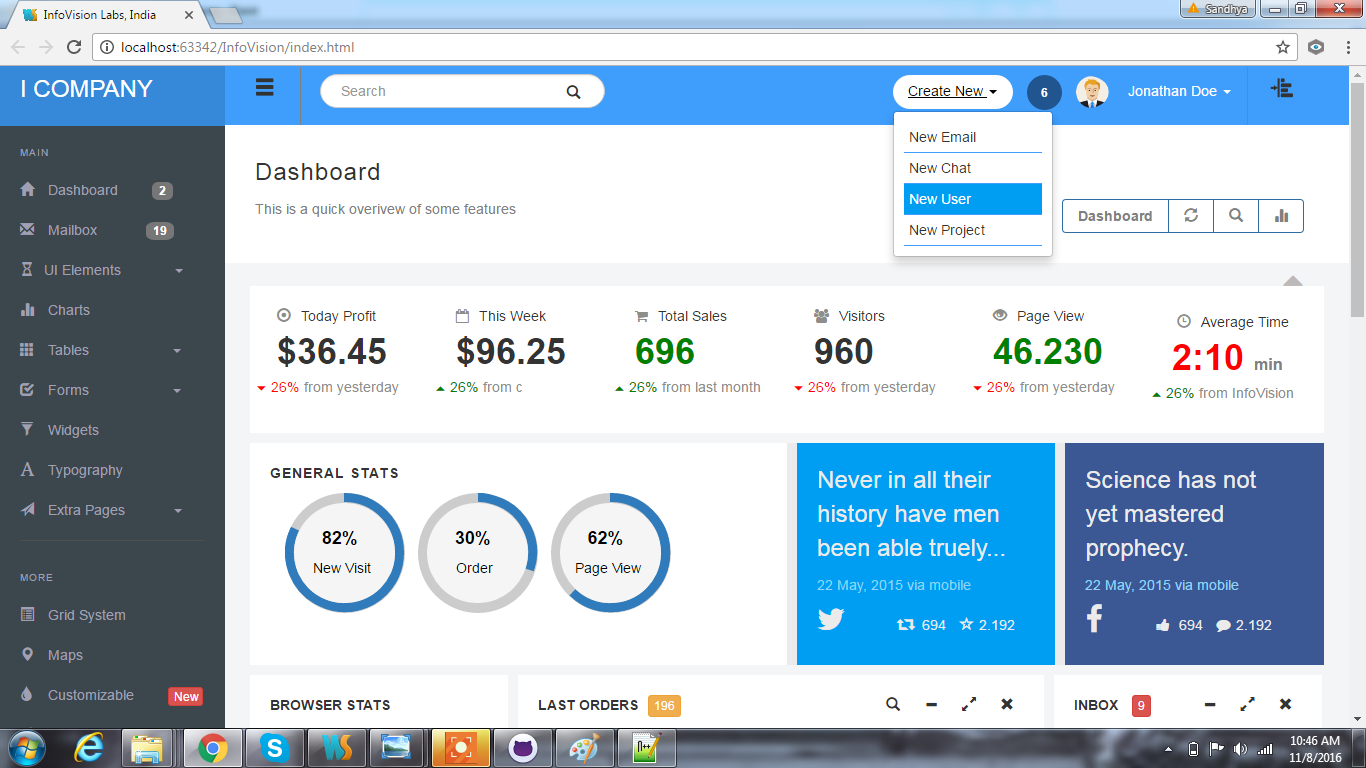 InfoVision Labs, India
Sandhya
localhost:63342/InfoVision/index.html
I COMPANY
Search
Create New
6
Jonathan Doe
New Email
New Chat
New User
New Project
MAIN
Dashboard 2
Mailbox 19
UI Elements
Charts
Tables
Forms
Widgets
Typography
Extra Pages
MORE
Grid System
Maps
Customizable New
Dashboard
This is a quick overivew of some features
Dashboard
Today Profit
$36.45
26% from yesterday
This Week
$96.25
26% from c
Total Sales
696
26% from last month
Visitors
960
26% from yesterday
Page View
46.230
26% from yesterday
Average Time
2:10 min
26% from InfoVision
GENERAL STATS
82%
New Visit
30%
Order
62%
Page View
Never in all their
history have men
been able truely...
22 May, 2015 via mobile
694 2.192
Science has not
yet mastered
prophecy.
22 May, 2015 via mobile
694 2.192
BROWSER STATS
LAST ORDERS 196
INBOX 9
10:46 AM
11/8/2016